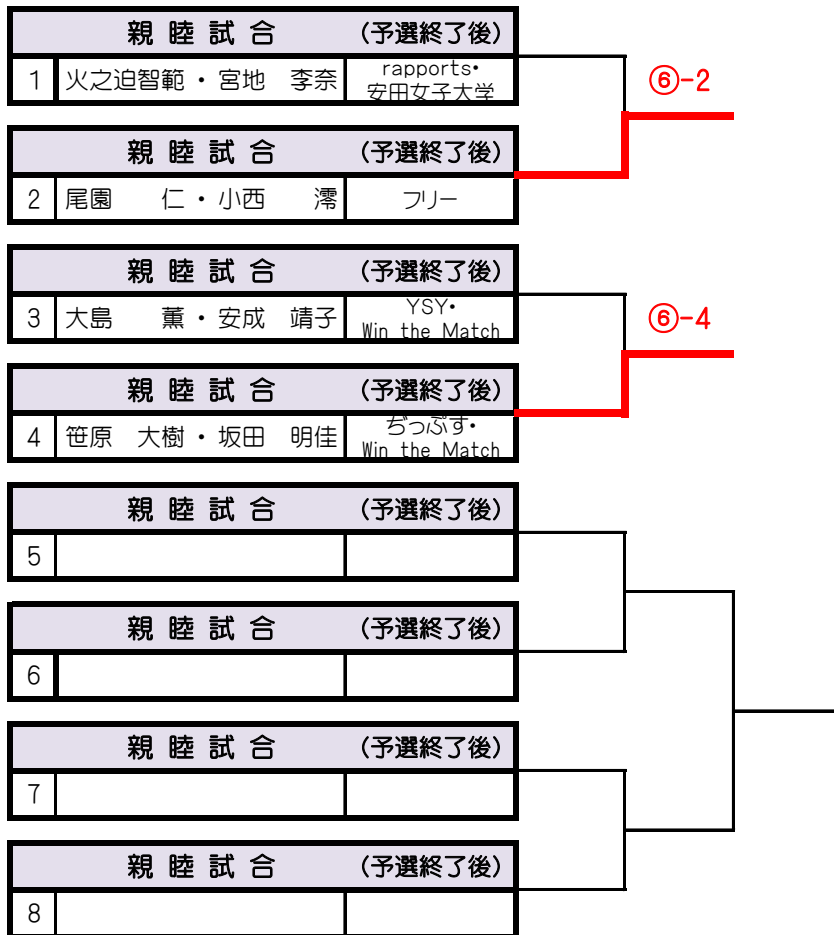 親 睦 試 合 (予選終了後)
1 火之迫智範・宮地 李奈 rapports・
安田女子大学
⑥-2
親 睦 試 合 (予選終了後)
2 尾園 仁・小西 澪 フリー
親 睦 試 合 (予選終了後)
3 大島 薫・安成 靖子 YSY・
Win the Match
⑥-4
親 睦 試 合 (予選終了後)
4 笹原 大樹・坂田 明佳 ぢっぷす・
Win the Match
親 睦 試 合 (予選終了後)
5
親 睦 試 合 (予選終了後)
6
親 睦 試 合 (予選終了後)
7
親 睦 試 合 (予選終了後)
8